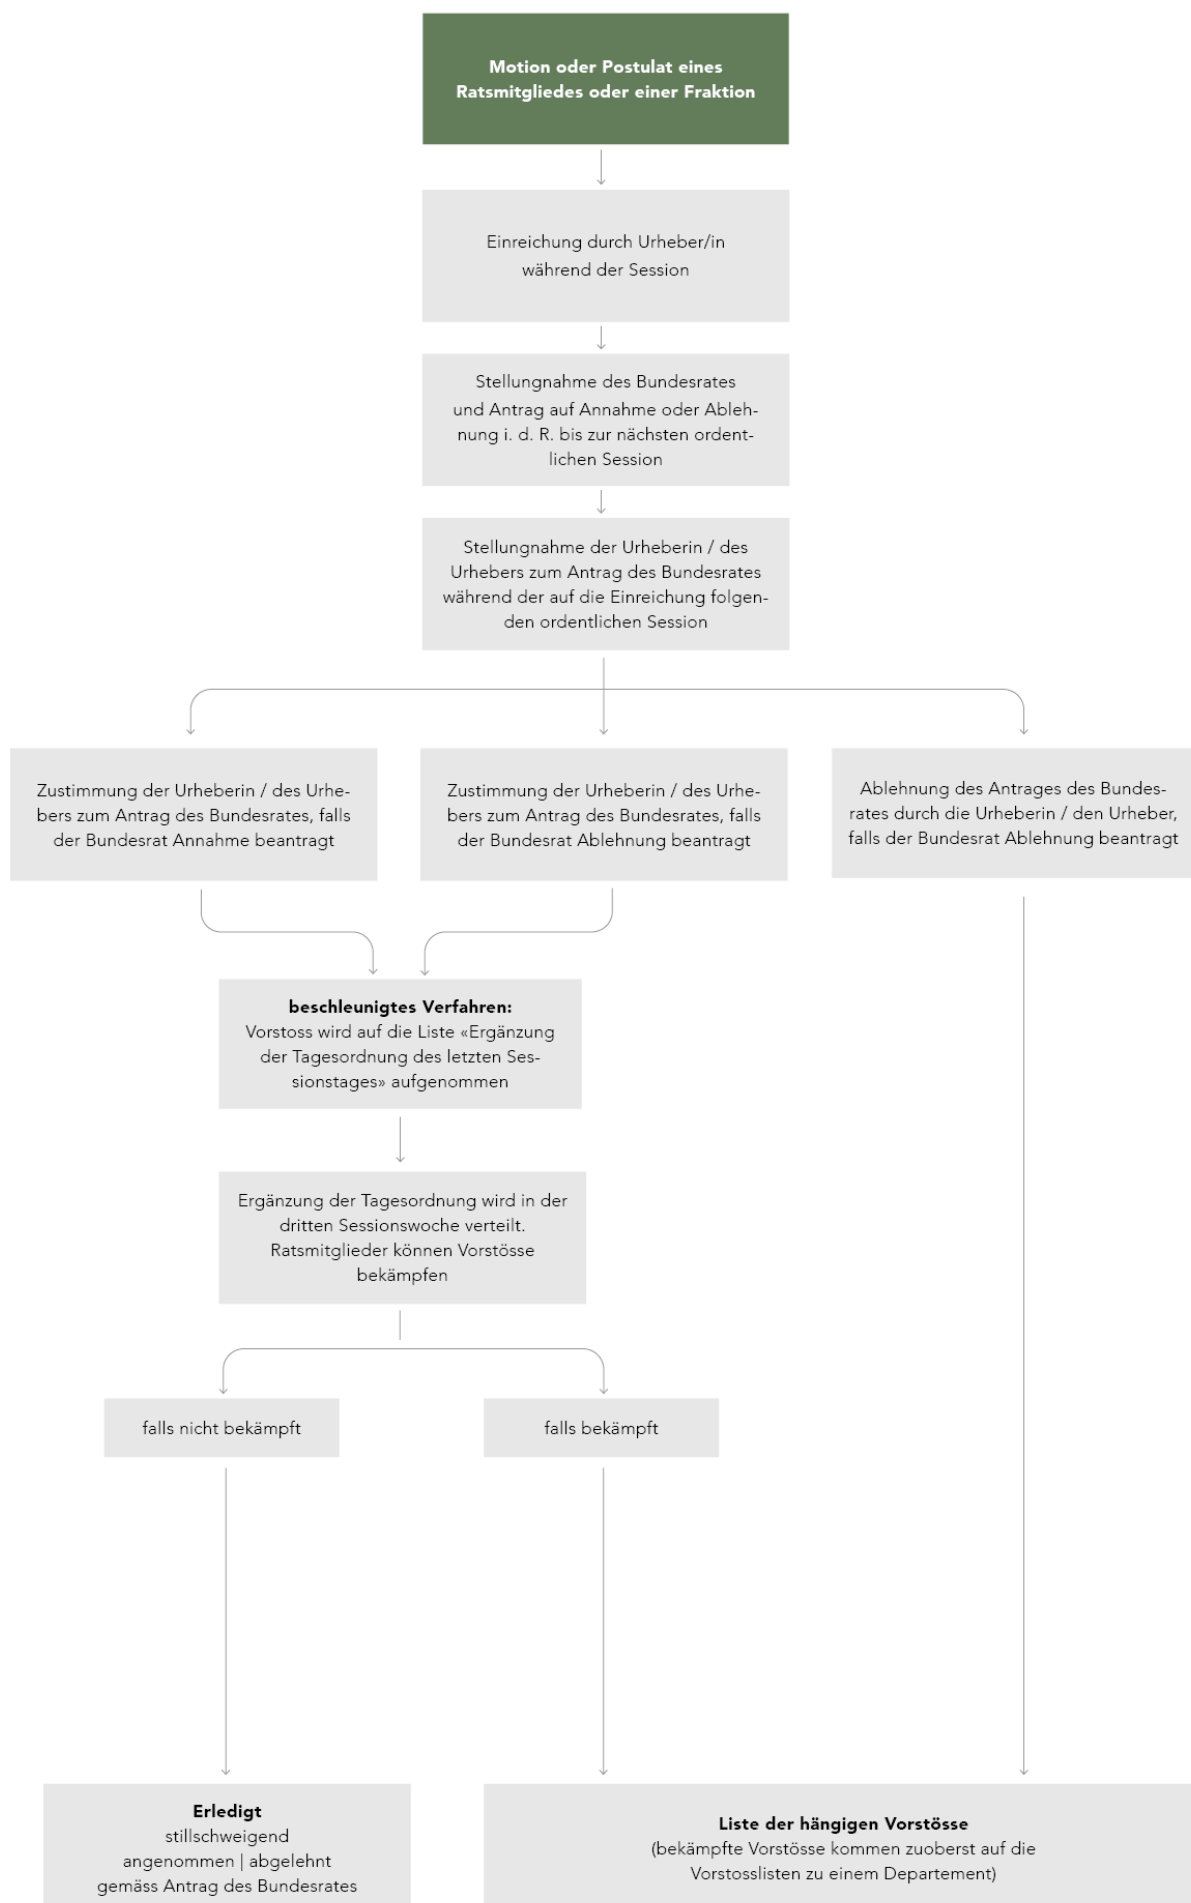 Motion oder Postulat eines
Ratsmitgliedes oder einer Fraktion
Einreichung durch Urheber/in
während der Session
Stellungnahme des Bundesrates
und Antrag auf Annahme oder Ableh-
nung i. d. R. bis zur nächsten ordent-
lichen Session
Stellungnahme der Urheberin / des
Urhebers zum Antrag des Bundesrates
während der auf die Einreichung folgen-
den ordentlichen Session
Zustimmung der Urheberin / des Urhe-
bers zum Antrag des Bundesrates, falls
der Bundesrat Annahme beantragt
Zustimmung der Urheberin / des Urhe-
bers zum Antrag des Bundesrates, falls
der Bundesrat Ablehnung beantragt
Ablehnung des Antrages des Bundes-
rates durch die Urheberin / den Urheber,
falls der Bundesrat Ablehnung beantragt
beschleunigtes Verfahren:
Vorstoss wird auf die Liste «Ergänzung
der Tagesordnung des letzten Ses-
sionstages» aufgenommen
Ergänzung der Tagesordnung wird in der
dritten Sessionswoche verteilt.
Ratsmitglieder können Vorstösse
bekämpfen
falls nicht bekämpft
falls bekämpft
Erledigt
stillschweigend
angenommen | abgelehnt
gemäss Antrag des Bundesrates
Liste der hängigen Vorstösse
(bekämpfte Vorstösse kommen zuoberst auf die
Vorstosslisten zu einem Departement)